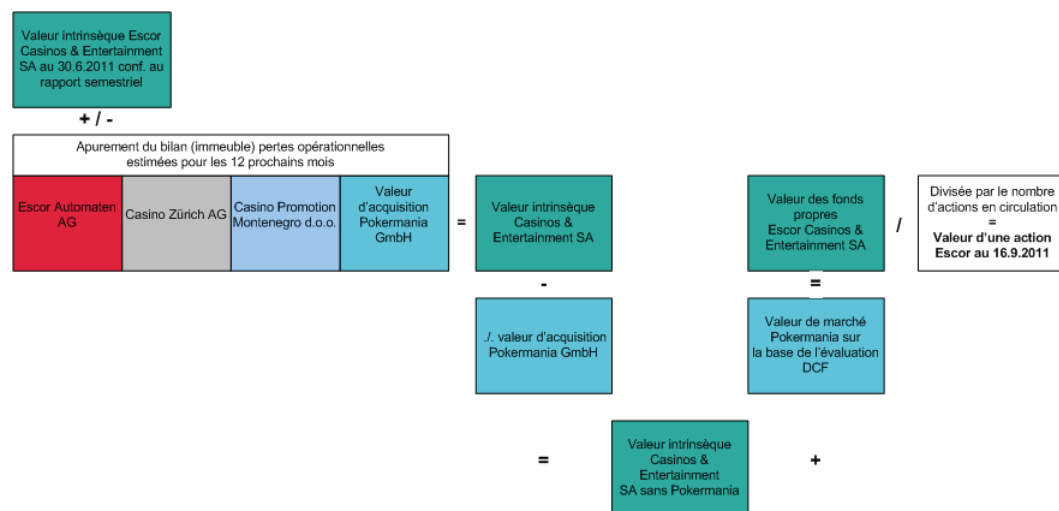 Valeur intrinsèque Escor
Casinos & Entertainment
SA au 30.6.2011 conf. au
rapport semestriel
+ / -
Apurement du bilan (immeuble) pertes opérationnelles
estimées pour les 12 prochains mois
Escor Automaten
AG
Casino Zürich AG
Casino Promotion
Montenegro d.o.o.
Valeur
d'acquisition
Pokermania
GmbH
=
Valeur intrinsèque
Casinos &
Entertainment SA
Valeur des fonds
propres
Escor Casinos &
Entertainment SA
/
Divisée par le nombre
d'actions en circulation
=
Valeur d'une action
Escor au 16.9.2011
-
=
./. valeur d'acquisition
Pokermania GmbH
Valeur de marché
Pokermania sur
la base de l'évaluation
DCF
=
Valeur intrinsèque
Casinos &
Entertainment
SA sans Pokermania
+